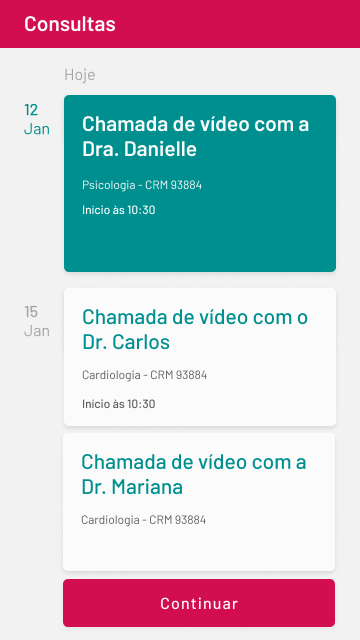 Consultas
Hoje
12
Jan
Chamada de vídeo com a
Dra. Danielle
Psicologia - CRM 93884
Início às 10:30
15
Jan
Chamada de vídeo com o
Dr. Carlos
Cardiologia - CRM 93884
Início às 10:30
Chamada de vídeo com a
Dr. Mariana
Cardiologia - CRM 93884
Continuar